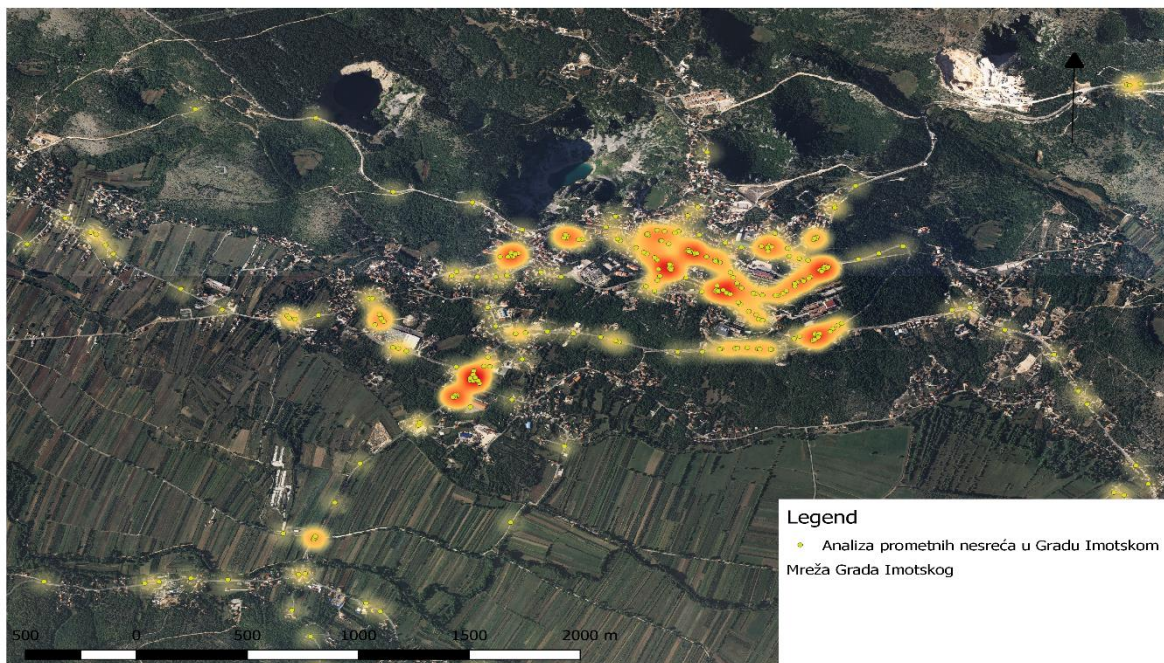 Legend
Analiza prometnih nesreća u Gradu Imotskom
Mreža Grada Imotskog
500 0 500 1000 1500 2000 m